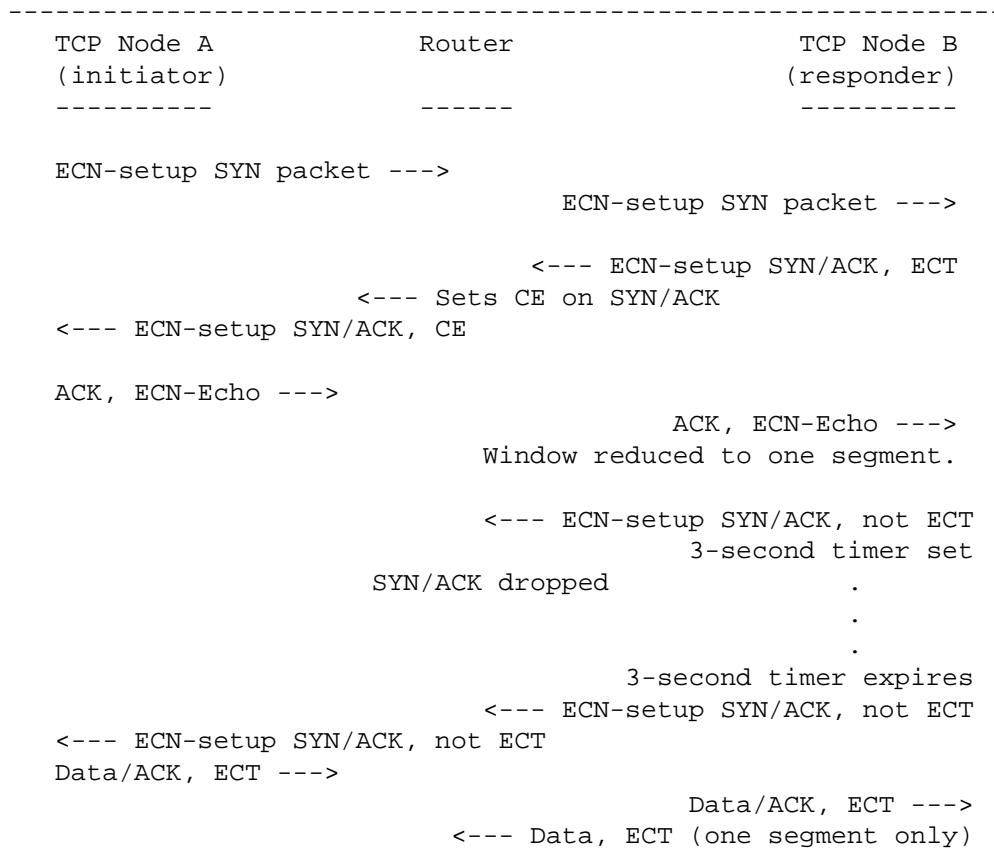 ---------------------------------------------------------------
TCP Node A             Router                  TCP Node B
(initiator)                                    (responder)
----------             ------                  ----------
ECN-setup SYN packet --->
ECN-setup SYN packet --->
<--- ECN-setup SYN/ACK, ECT
<--- Sets CE on SYN/ACK
<--- ECN-setup SYN/ACK, CE
ACK, ECN-Echo --->
ACK, ECN-Echo --->
Window reduced to one segment.
<--- ECN-setup SYN/ACK, not ECT
3-second timer set
SYN/ACK dropped                .
.
.
3-second timer expires
<--- ECN-setup SYN/ACK, not ECT
<--- ECN-setup SYN/ACK, not ECT
Data/ACK, ECT --->
Data/ACK, ECT --->
<--- Data, ECT (one segment only)